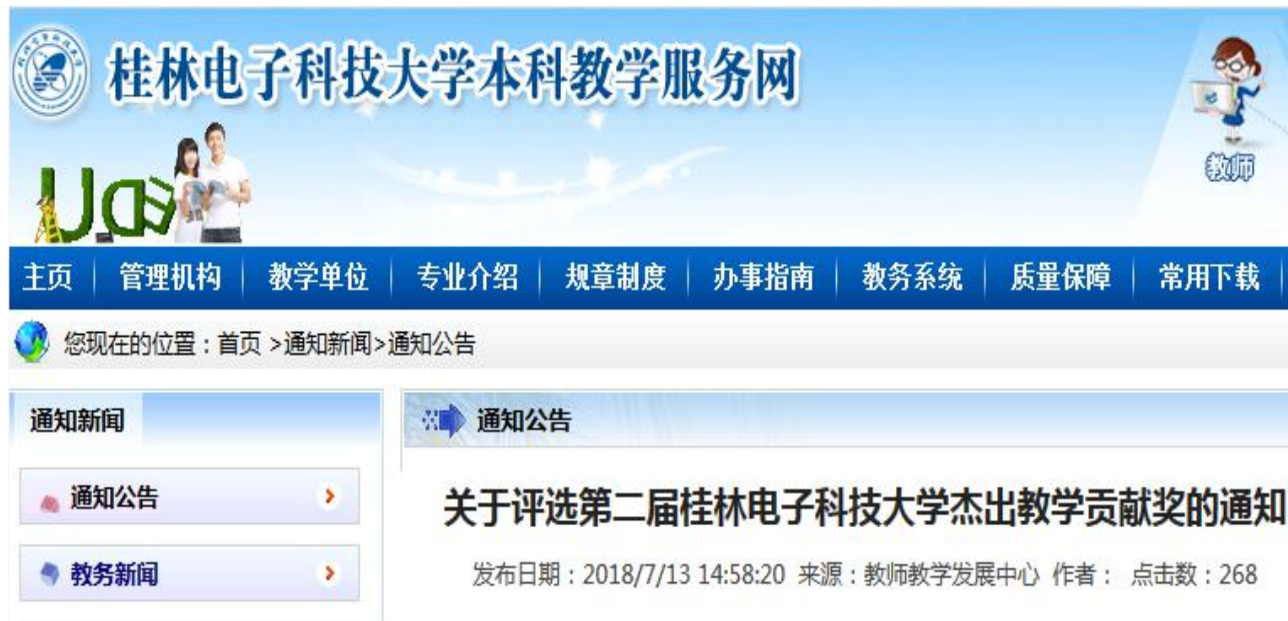 桂林电子科技大学本科教学服务网
教师
主页 管理机构 教学单位 专业介绍 规章制度 办事指南 教务系统 质量保障 常用下载
您现在的位置：首页 >通知新闻>通知公告
通知新闻
通知公告
通知公告
关于评选第二届桂林电子科技大学杰出教学贡献奖的通知
教务新闻
发布日期：2018/7/13 14:58:20 来源：教师教学发展中心 作者： 点击数：268